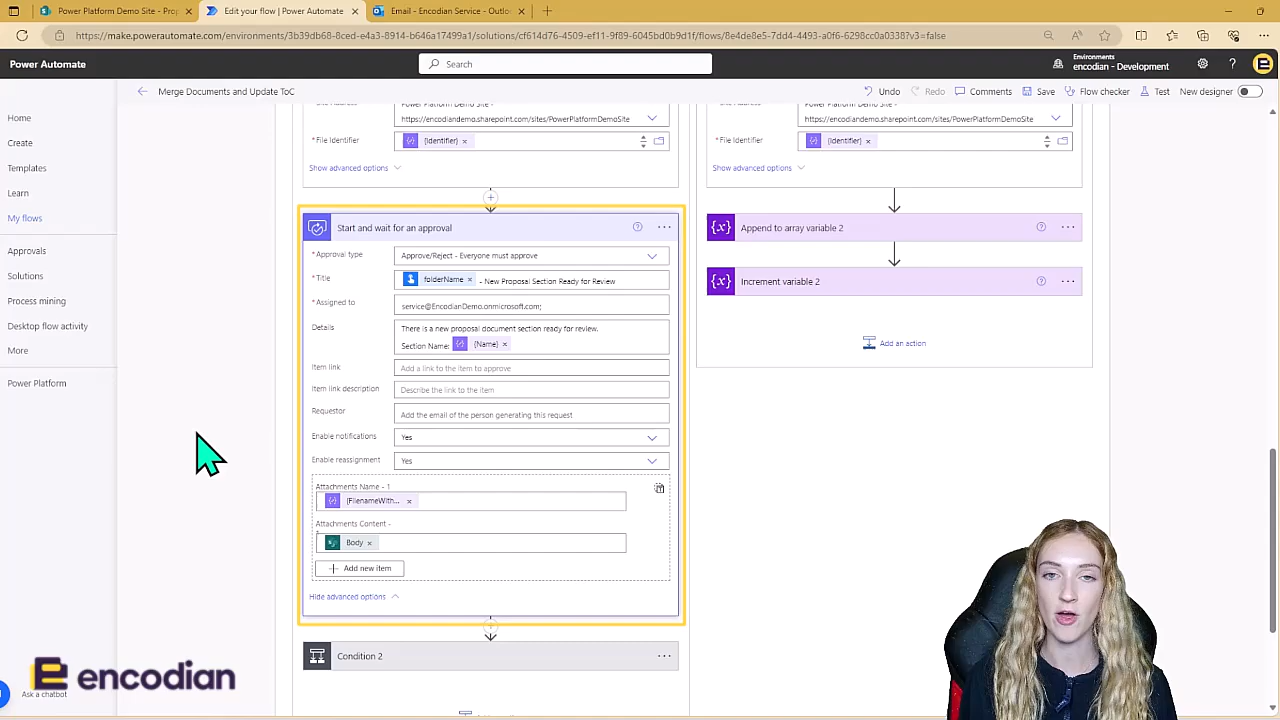 Power Platform Demo Site - Pro
Edit your flow | Power Automate
Email - Encodian Service - Outlo
https://make.powerautomate.com/environments/3b39db68-8ced-e4a3-8914-b646a17499a1/solutions/cf614d76-4509-ef11-9f89-6045bd0b9d1f/flows/8e4de8e5-7dd4-4493-a0f6-6298cc0a0338?v3=false
Power Automate
Search
Environments
encodian - Development
Merge Documents and Update ToC
Undo
Redo
Comments
Save
Flow checker
Test
New designer
Home
Create
Templates
Learn
My flows
Approvals
Solutions
Process mining
Desktop flow activity
More
Power Platform
Ask a chatbot
Power Platform Demo Site -
https://encodiandemo.sharepoint.com/sites/PowerPlatformDemoSite
* File Identifier
{Identifier}
Show advanced options
Start and wait for an approval
* Approval type
Approve/Reject - Everyone must approve
* Title
folderName
- New Proposal Section Ready for Review
* Assigned to
service@EncodianDemo.onmicrosoft.com;
Details
There is a new proposal document section ready for review.
Section Name:
{Name}
Item link
Add a link to the item to approve
Item link description
Describe the link to the item
Requestor
Add the email of the person generating this request
Enable notifications
Yes
Enable reassignment
Yes
Attachments Name - 1
{FilenameWith...
Attachments Content -
Body
Add new item
Hide advanced options
Condition 2
Power Platform Demo Site -
https://encodiandemo.sharepoint.com/sites/PowerPlatformDemoSite
* File Identifier
{Identifier}
Show advanced options
Append to array variable 2
Increment variable 2
Add an action
encodian